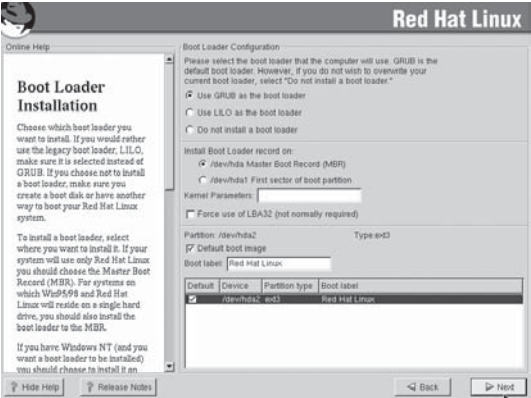 Red Hat Linux
Online Help
Boot Loader
Installation
Choose which boot loader you
want to install. If you would rather
use the legacy boot loader, LILO,
make sure it is selected instead of
GRUB. If you choose not to install
a boot loader, make sure you
create a boot disk or have another
way to boot your Red Hat Linux
system.
To install a boot loader, select
where you want to install it. If your
system will use only Red Hat Linux
you should choose the Master Boot
Record (MBR). For systems on
which Win95/98 and Red Hat
Linux will reside on a single hard
drive, you should also install the
boot loader to the MBR.
If you have Windows NT (and you
want a boot loader to be installed)
you should choose to install it on
Boot Loader Configuration
Please select the boot loader that the computer will use. GRUB is the
default boot loader. However, if you do not wish to overwrite your
current boot loader, select "Do not install a boot loader."
Use GRUB as the boot loader
Use LILO as the boot loader
Do not install a boot loader
Install Boot Loader record on:
/dev/hda Master Boot Record (MBR)
/dev/hda1 First sector of boot partition
Kernel Parameters:
Force use of LBA32 (not normally required)
Partition: /dev/hda2 Type:ext3
Default boot image
Boot label: Red Hat Linux
Default Device Partition type Boot label
/dev/hda2 ext3 Red Hat Linux
? Hide Help ? Release Notes Back Next